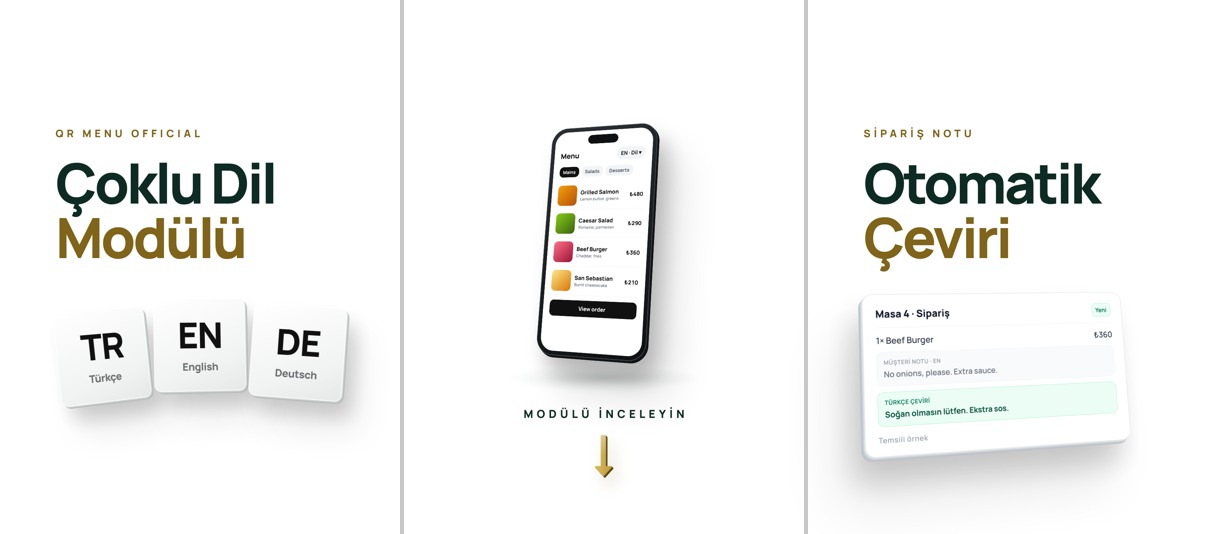 QR MENU OFFICIAL
Çoklu Dil
Modülü
TR
Türkçe
EN
English
DE
Deutsch
Menu
EN · Dil ▾
Mains
Salads
Desserts
Grilled Salmon
₺480
Lemon butter, greens
Caesar Salad
₺290
Romaine, parmesan
Beef Burger
₺360
Cheddar, fries
San Sebastian
₺210
Burnt cheesecake
View order
MODÜLÜ İNCELEYİN
SİPARİŞ NOTU
Otomatik
Çeviri
Masa 4 · Sipariş
Yeni
1× Beef Burger
₺360
MÜŞTERİ NOTU · EN
No onions, please. Extra sauce.
TÜRKÇE ÇEVİRİ
Soğan olmasın lütfen. Ekstra sos.
Temsili örnek